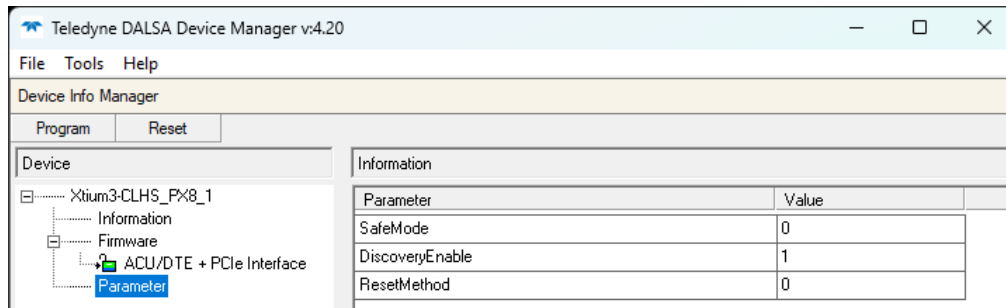 Teledyne DALSA Device Manager v:4.20
File Tools Help
Device Info Manager
Program Reset
Device
Xtium3-CLHS_PX8_1
Information
Firmware
ACU/DTE + PCIe Interface
Parameter
Information
Parameter Value
SafeMode 0
DiscoveryEnable 1
ResetMethod 0